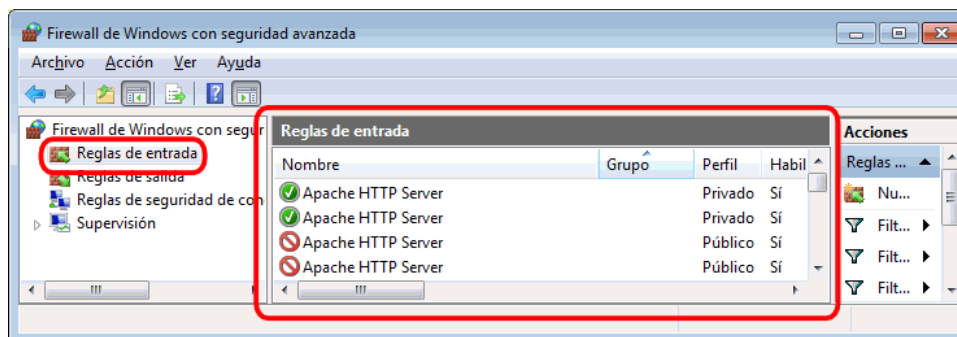 Firewall de Windows con seguridad avanzada
Archivo Acción Ver Ayuda
Firewall de Windows con segur
Reglas de entrada
Reglas de salida
Reglas de seguridad de con
Supervisión
Reglas de entrada
Nombre Grupo Perfil Habil
Apache HTTP Server Privado Sí
Apache HTTP Server Privado Sí
Apache HTTP Server Público Sí
Apache HTTP Server Público Sí
Acciones
Reglas ...
Nu...
Filt...
Filt...
Filt...